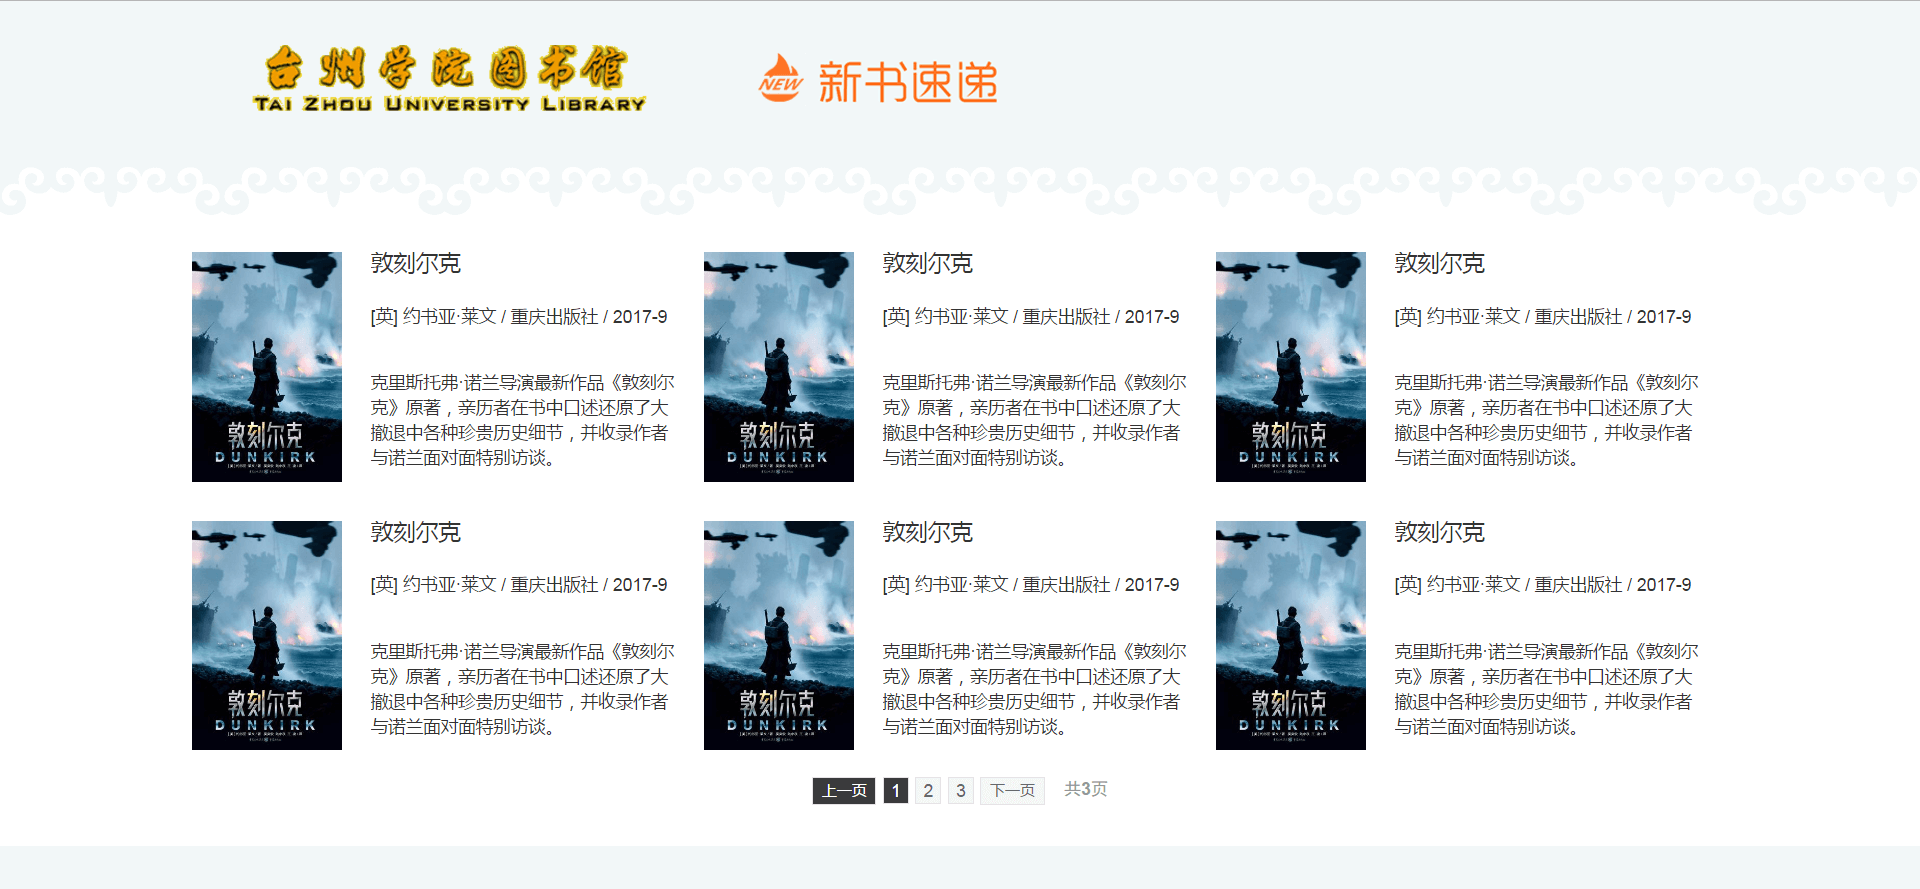 台州学院图书馆
TAI ZHOU UNIVERSITY LIBRARY
NEW 新书速递
敦刻尔克
[英] 约书亚·莱文 / 重庆出版社 / 2017-9
克里斯托弗·诺兰导演最新作品《敦刻尔
克》原著，亲历者在书中口述还原了大
撤退中各种珍贵历史细节，并收录作者
与诺兰面对面特别访谈。
敦刻尔克
DUNKIRK
敦刻尔克
[英] 约书亚·莱文 / 重庆出版社 / 2017-9
克里斯托弗·诺兰导演最新作品《敦刻尔
克》原著，亲历者在书中口述还原了大
撤退中各种珍贵历史细节，并收录作者
与诺兰面对面特别访谈。
敦刻尔克
DUNKIRK
敦刻尔克
[英] 约书亚·莱文 / 重庆出版社 / 2017-9
克里斯托弗·诺兰导演最新作品《敦刻尔
克》原著，亲历者在书中口述还原了大
撤退中各种珍贵历史细节，并收录作者
与诺兰面对面特别访谈。
敦刻尔克
DUNKIRK
敦刻尔克
[英] 约书亚·莱文 / 重庆出版社 / 2017-9
克里斯托弗·诺兰导演最新作品《敦刻尔
克》原著，亲历者在书中口述还原了大
撤退中各种珍贵历史细节，并收录作者
与诺兰面对面特别访谈。
敦刻尔克
DUNKIRK
敦刻尔克
[英] 约书亚·莱文 / 重庆出版社 / 2017-9
克里斯托弗·诺兰导演最新作品《敦刻尔
克》原著，亲历者在书中口述还原了大
撤退中各种珍贵历史细节，并收录作者
与诺兰面对面特别访谈。
敦刻尔克
DUNKIRK
敦刻尔克
[英] 约书亚·莱文 / 重庆出版社 / 2017-9
克里斯托弗·诺兰导演最新作品《敦刻尔
克》原著，亲历者在书中口述还原了大
撤退中各种珍贵历史细节，并收录作者
与诺兰面对面特别访谈。
敦刻尔克
DUNKIRK
上一页 1 2 3 下一页 共3页